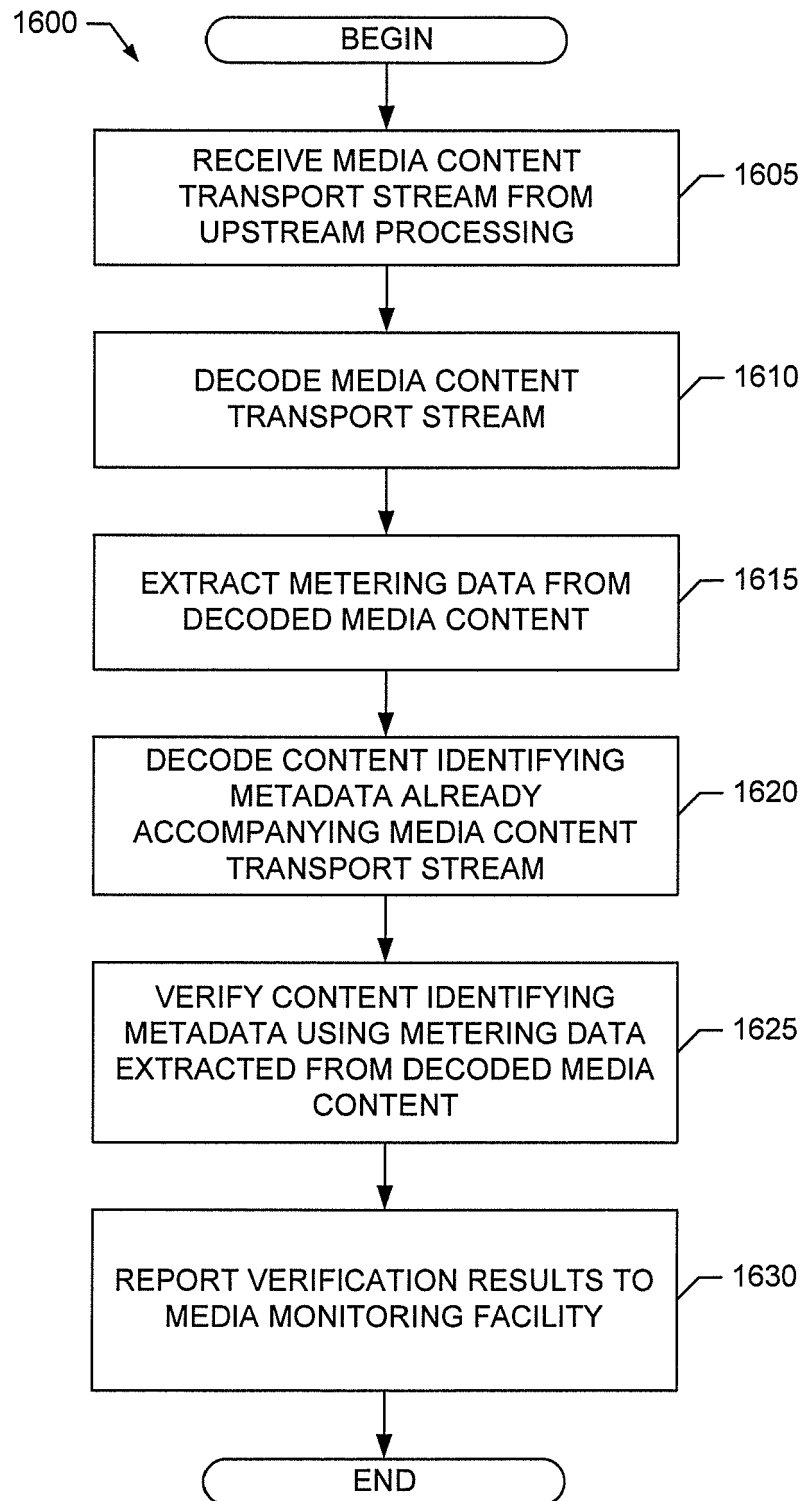 1600
BEGIN
RECEIVE MEDIA CONTENT
TRANSPORT STREAM FROM
UPSTREAM PROCESSING
1605
DECODE MEDIA CONTENT
TRANSPORT STREAM
1610
EXTRACT METERING DATA FROM
DECODED MEDIA CONTENT
1615
DECODE CONTENT IDENTIFYING
METADATA ALREADY
ACCOMPANYING MEDIA CONTENT
TRANSPORT STREAM
1620
VERIFY CONTENT IDENTIFYING
METADATA USING METERING DATA
EXTRACTED FROM DECODED MEDIA
CONTENT
1625
REPORT VERIFICATION RESULTS TO
MEDIA MONITORING FACILITY
1630
END